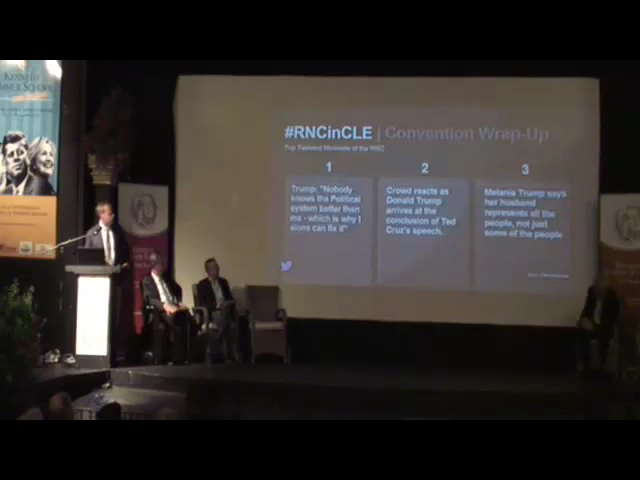 KENNEDY
SUMMER SCHOOL
#RNCinCLE | Convention Wrap-Up
Top Tweeted Moments of the RNC
1
2
3
Trump: "Nobody
knows the Political
system better than
me - which is why I
alone can fix it"
Crowd reacts as
Donald Trump
arrives at the
conclusion of Ted
Cruz's speech.
Melania Trump says
her husband
represents all the
people, not just
some of the people